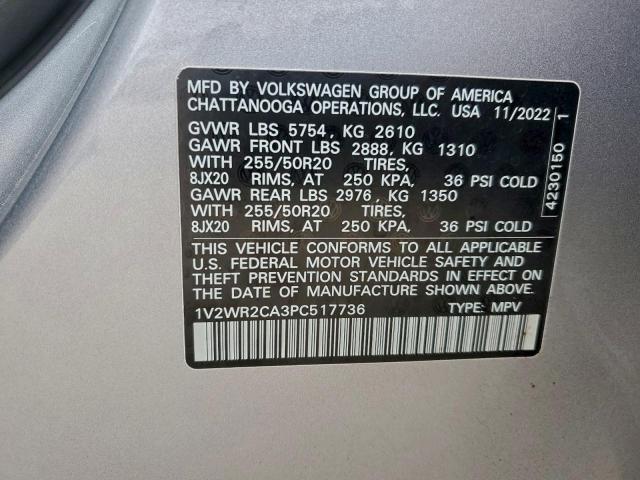 MFD BY VOLKSWAGEN GROUP OF AMERICA
CHATTANOOGA OPERATIONS, LLC. USA 11/2022
GVWR LBS 5754, KG 2610
GAWR FRONT LBS 2888, KG 1310
WITH 255/50R20 TIRES,
8JX20 RIMS, AT 250 KPA, 36 PSI COLD
GAWR REAR LBS 2976, KG 1350
WITH 255/50R20 TIRES,
8JX20 RIMS, AT 250 KPA, 36 PSI COLD
THIS VEHICLE CONFORMS TO ALL APPLICABLE
U.S. FEDERAL MOTOR VEHICLE SAFETY AND
THEFT PREVENTION STANDARDS IN EFFECT ON
THE DATE OF MANUFACTURE SHOWN ABOVE.
1V2WR2CA3PC517736 TYPE: MPV
4230150 1